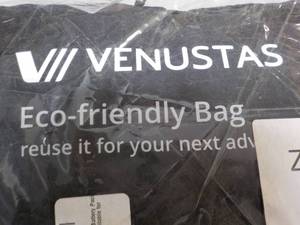 VENUSTAS
Eco-friendly Bag
reuse it for your next adv